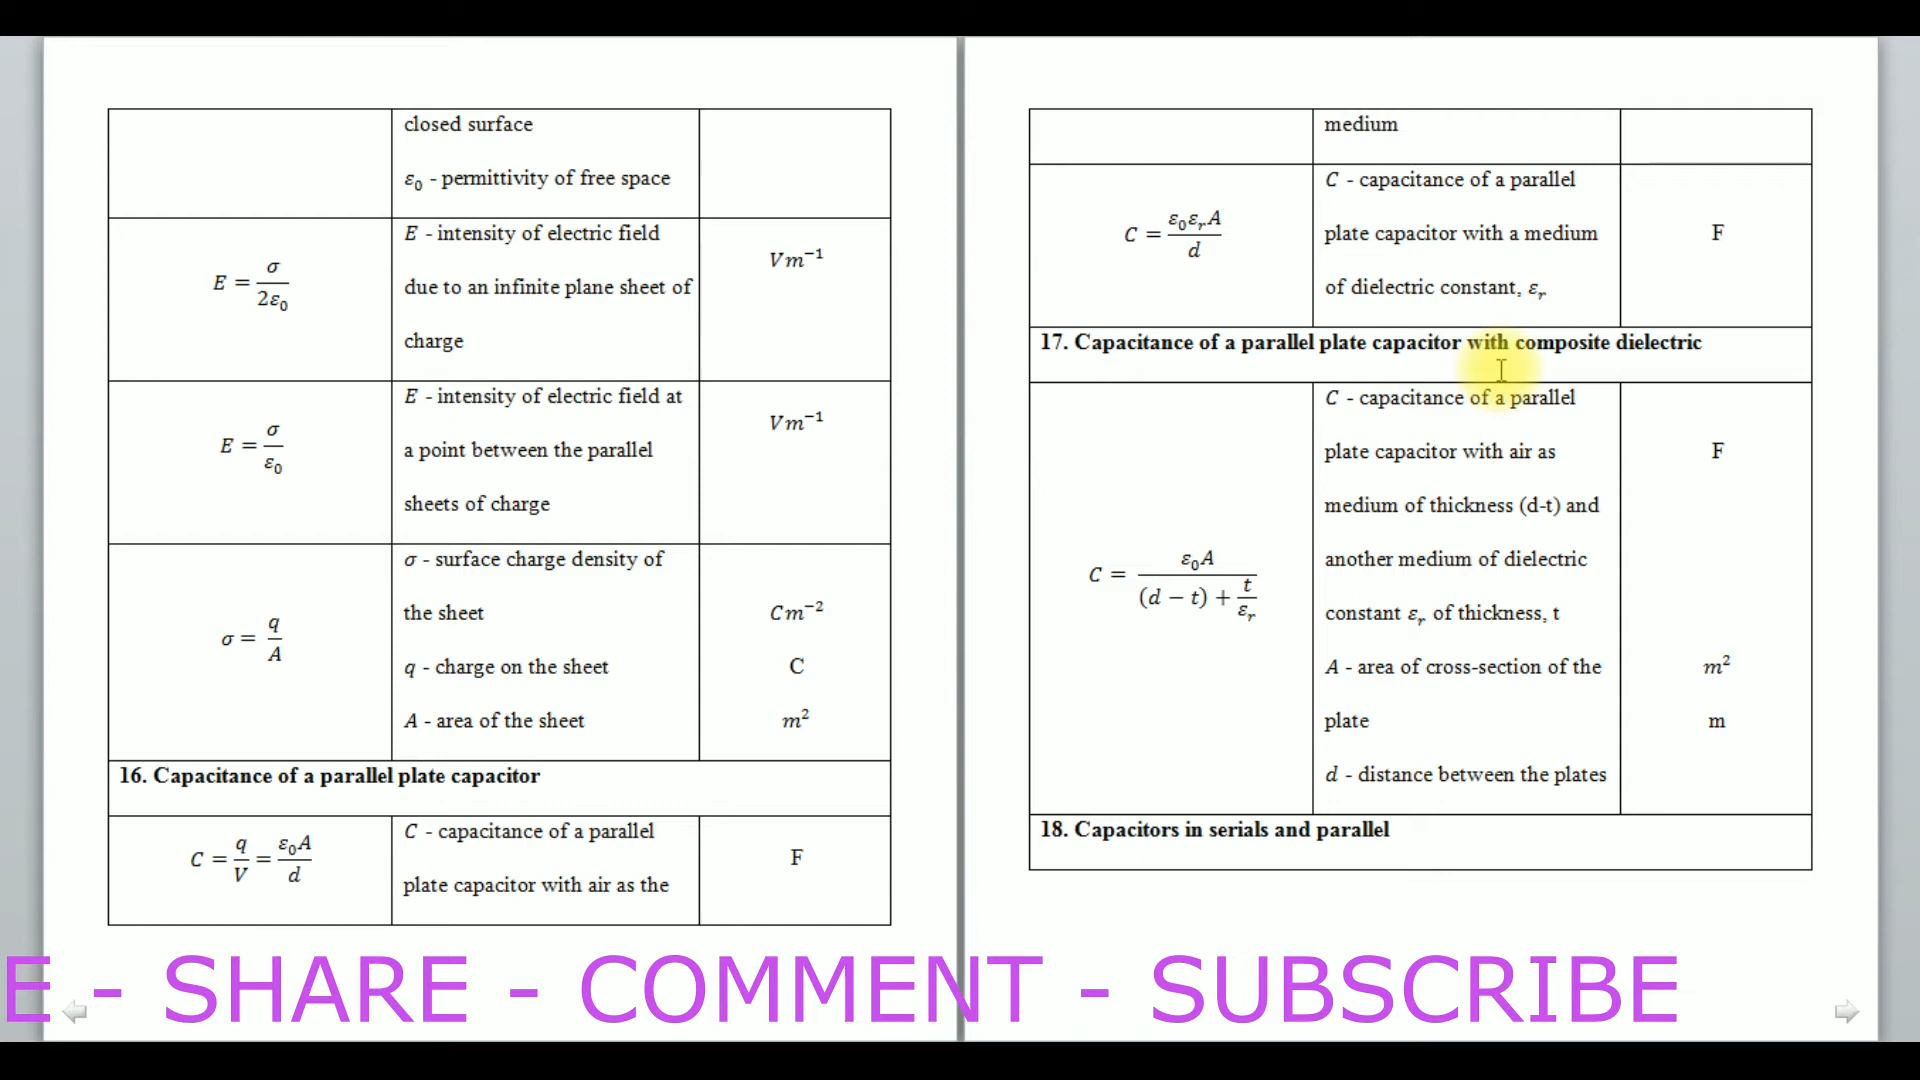 closed surface
ε₀ - permittivity of free space
E = σ / 2ε₀
E - intensity of electric field
due to an infinite plane sheet of
charge
Vm⁻¹
E = σ / ε₀
E - intensity of electric field at
a point between the parallel
sheets of charge
Vm⁻¹
σ = q / A
σ - surface charge density of
the sheet
Cm⁻²
q - charge on the sheet
C
A - area of the sheet
m²
16. Capacitance of a parallel plate capacitor
C = q / V = ε₀A / d
C - capacitance of a parallel
plate capacitor with air as the
F
medium
C = ε₀εᵣA / d
C - capacitance of a parallel
plate capacitor with a medium
of dielectric constant, εᵣ
F
17. Capacitance of a parallel plate capacitor with composite dielectric
C = ε₀A / ((d − t) + t / εᵣ)
C - capacitance of a parallel
plate capacitor with air as
medium of thickness (d-t) and
another medium of dielectric
constant εᵣ of thickness, t
F
A - area of cross-section of the
plate
m²
d - distance between the plates
m
18. Capacitors in serials and parallel
E - SHARE - COMMENT - SUBSCRIBE